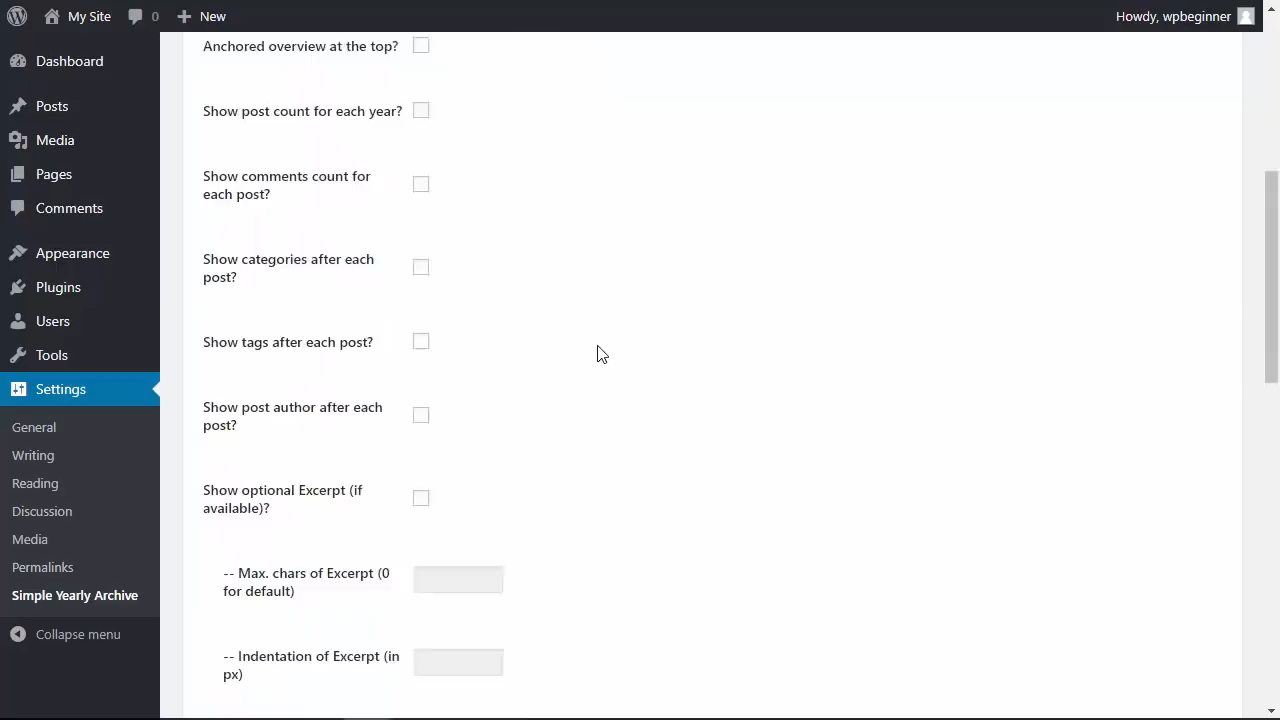 My Site
0
New
Howdy, wpbeginner
Dashboard
Posts
Media
Pages
Comments
Appearance
Plugins
Users
Tools
Settings
General
Writing
Reading
Discussion
Media
Permalinks
Simple Yearly Archive
Collapse menu
Anchored overview at the top?
Show post count for each year?
Show comments count for
each post?
Show categories after each
post?
Show tags after each post?
Show post author after each
post?
Show optional Excerpt (if
available)?
-- Max. chars of Excerpt (0
for default)
-- Indentation of Excerpt (in
px)